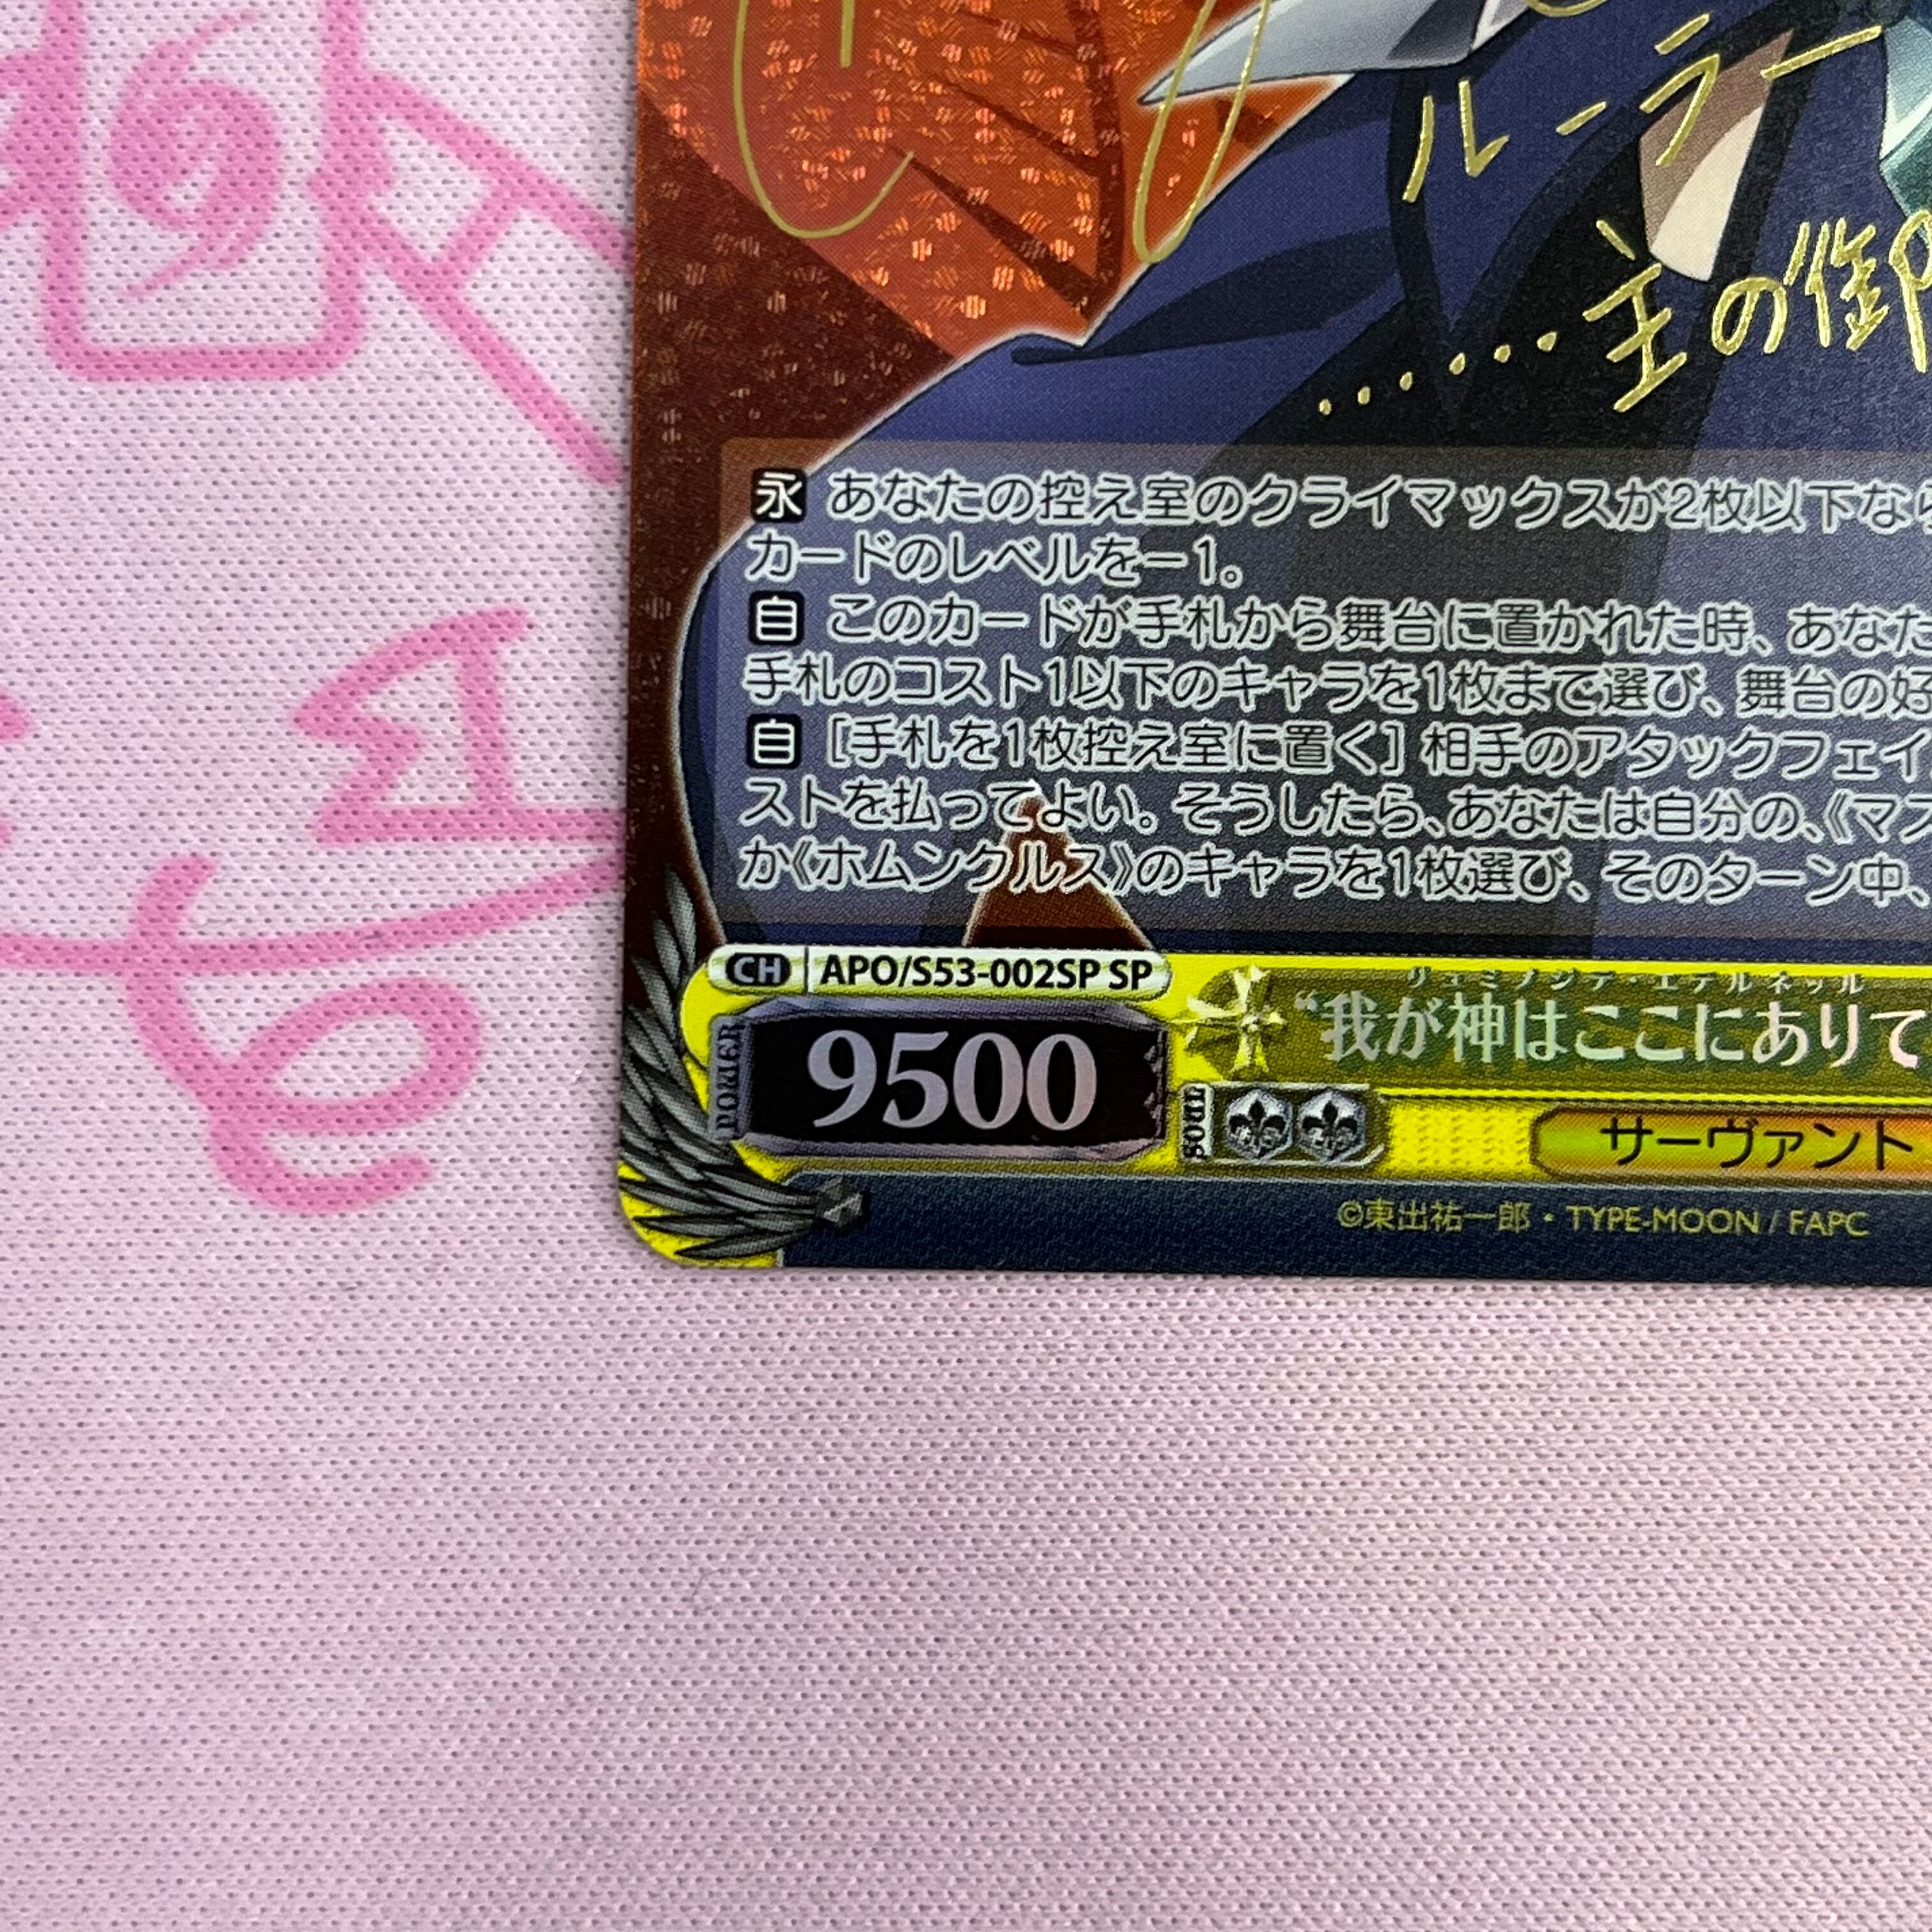 ルーラー
……主の御
永 あなたの控え室のクライマックスが2枚以下なら
カードのレベルを－1。
自 このカードが手札から舞台に置かれた時、あなた
手札のコスト1以下のキャラを1枚まで選び、舞台の好
自 [手札を1枚控え室に置く] 相手のアタックフェイ
ストを払ってよい。そうしたら、あなたは自分の、《マス
か《ホムンクルス》のキャラを1枚選び、そのターン中、
CH APO/S53-002SP SP
リュミノジテ・エテルネッル
“我が神はここにありて
POWER 9500
SOUL
サーヴァント
©東出祐一郎・TYPE-MOON / FAPC